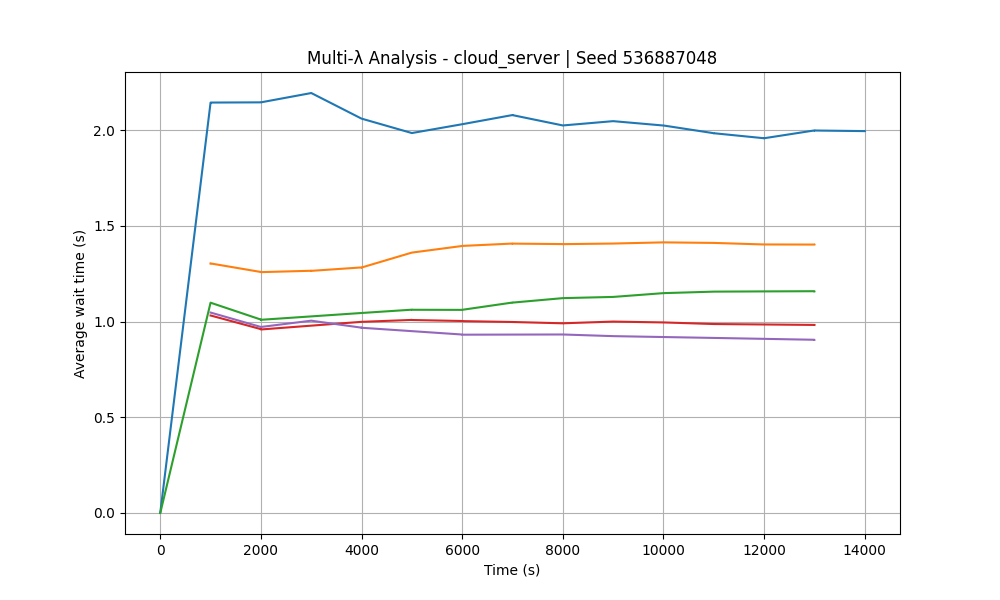 Multi-λ Analysis - cloud_server | Seed 536887048
Average wait time (s)
2.0
1.5
1.0
0.5
0.0
0 2000 4000 6000 8000 10000 12000 14000
Time (s)